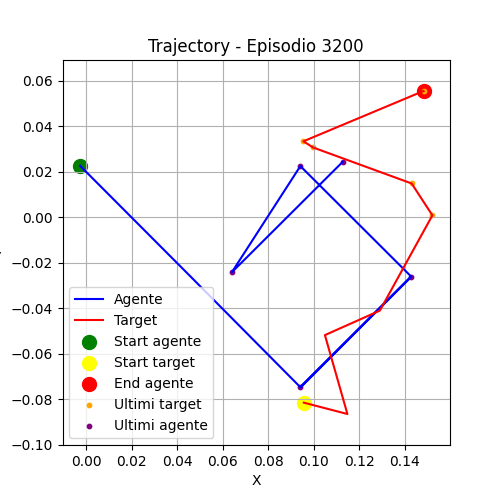 Trajectory - Episodio 3200
0.06
0.04
0.02
0.00
−0.02
−0.04
−0.06
−0.08
−0.10
Agente
Target
Start agente
Start target
End agente
Ultimi target
Ultimi agente
0.00 0.02 0.04 0.06 0.08 0.10 0.12 0.14
X